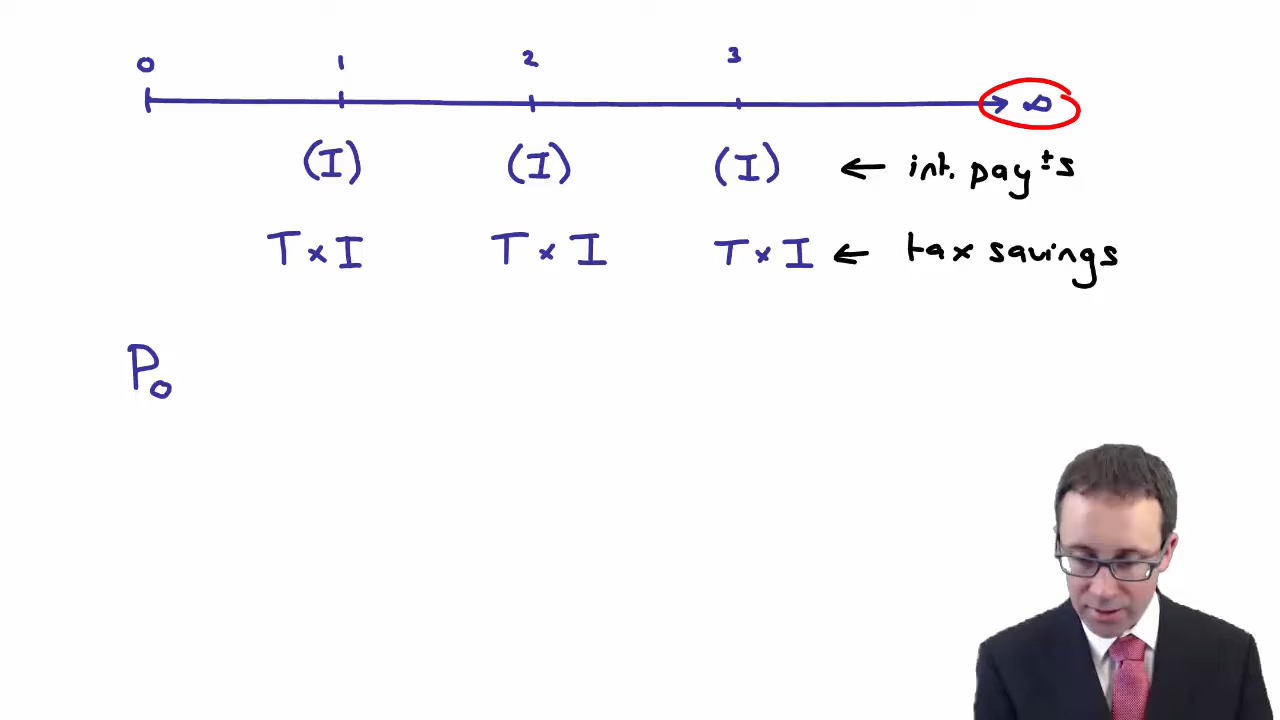 0 1 2 3 ∞
(I) (I) (I) ← int. pay^ts
T × I T × I T × I ← tax savings
P₀